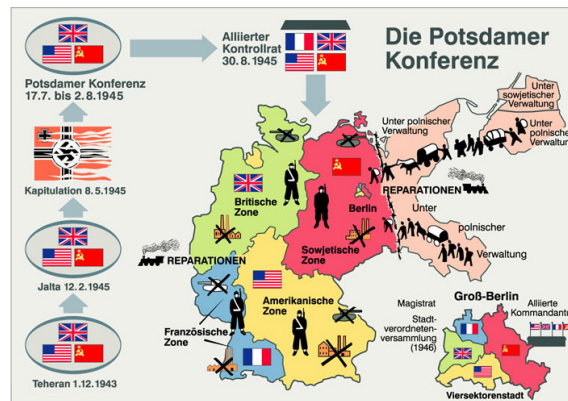 Die Potsdamer
Konferenz
Alliierter
Kontrollrat
30.8.1945
Potsdamer Konferenz
17.7. bis 2.8.1945
Kapitulation 8.5.1945
Jalta 12.2.1945
Teheran 1.12.1943
Unter
sowjetischer
Verwaltung
Unter polnischer
Verwaltung
Unter
polnischer
Verwaltung
REPARATIONEN
Unter
polnischer
Verwaltung
Britische
Zone
Berlin
Sowjetische
Zone
REPARATIONEN
Amerikanische
Zone
Französische
Zone
Groß-Berlin
Magistrat
Stadt-
verordneten-
versammlung
(1946)
Alliierte
Kommandantur
Viersektorenstadt